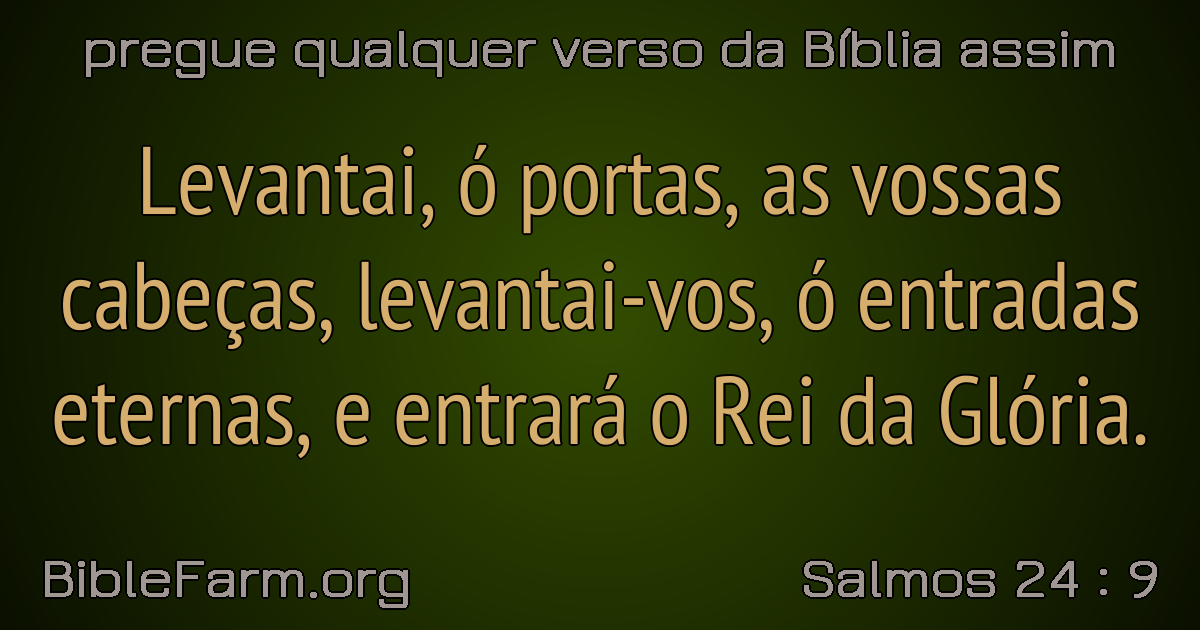 pregue qualquer verso da Bíblia assim
Levantai, ó portas, as vossas
cabeças, levantai-vos, ó entradas
eternas, e entrará o Rei da Glória.
BibleFarm.org
Salmos 24 : 9